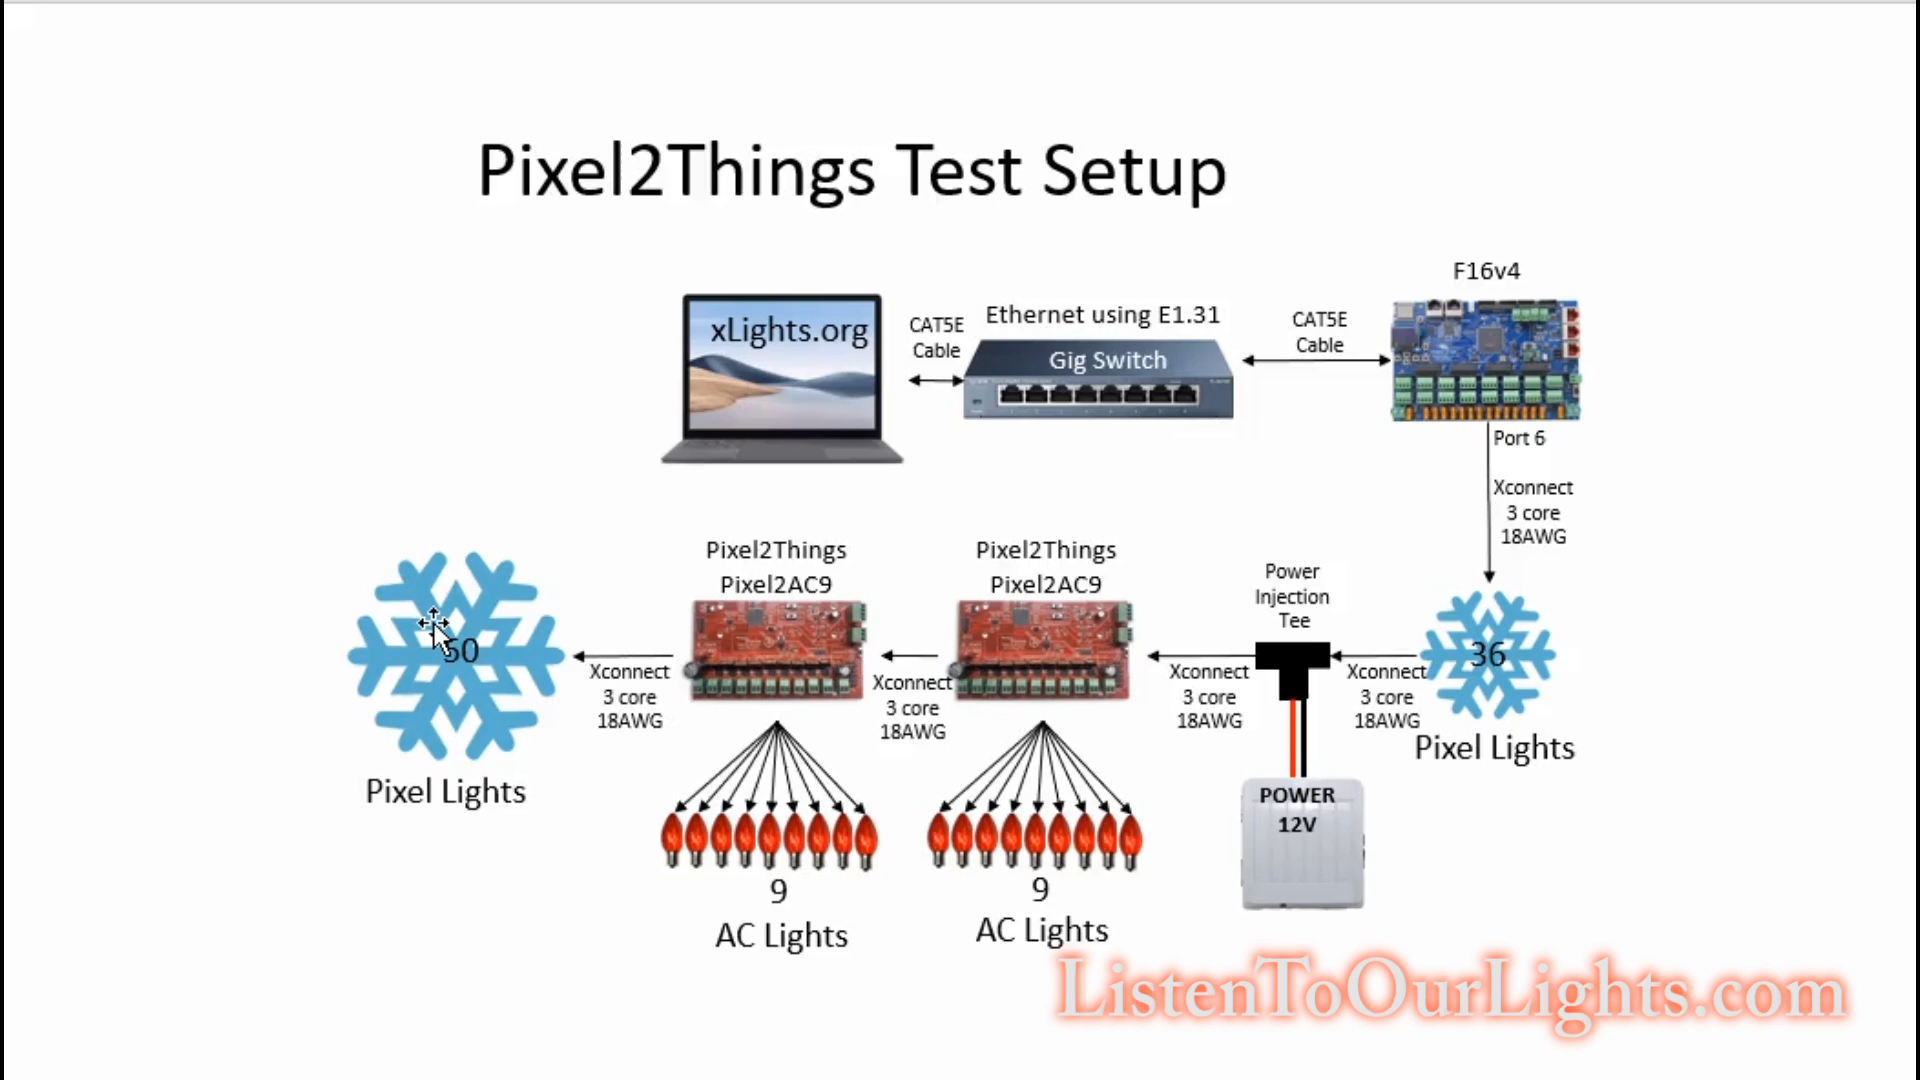 Pixel2Things Test Setup
F16v4
xLights.org
CAT5E
Cable
Ethernet using E1.31
Gig Switch
CAT5E
Cable
Port 6
Xconnect
3 core
18AWG
Pixel2Things
Pixel2AC9
Pixel2Things
Pixel2AC9
Power
Injection
Tee
50
Xconnect
3 core
18AWG
Xconnect
3 core
18AWG
Xconnect
3 core
18AWG
Xconnect
3 core
18AWG
36
Pixel Lights
Pixel Lights
POWER
12V
9
AC Lights
9
AC Lights
ListenToOurLights.com